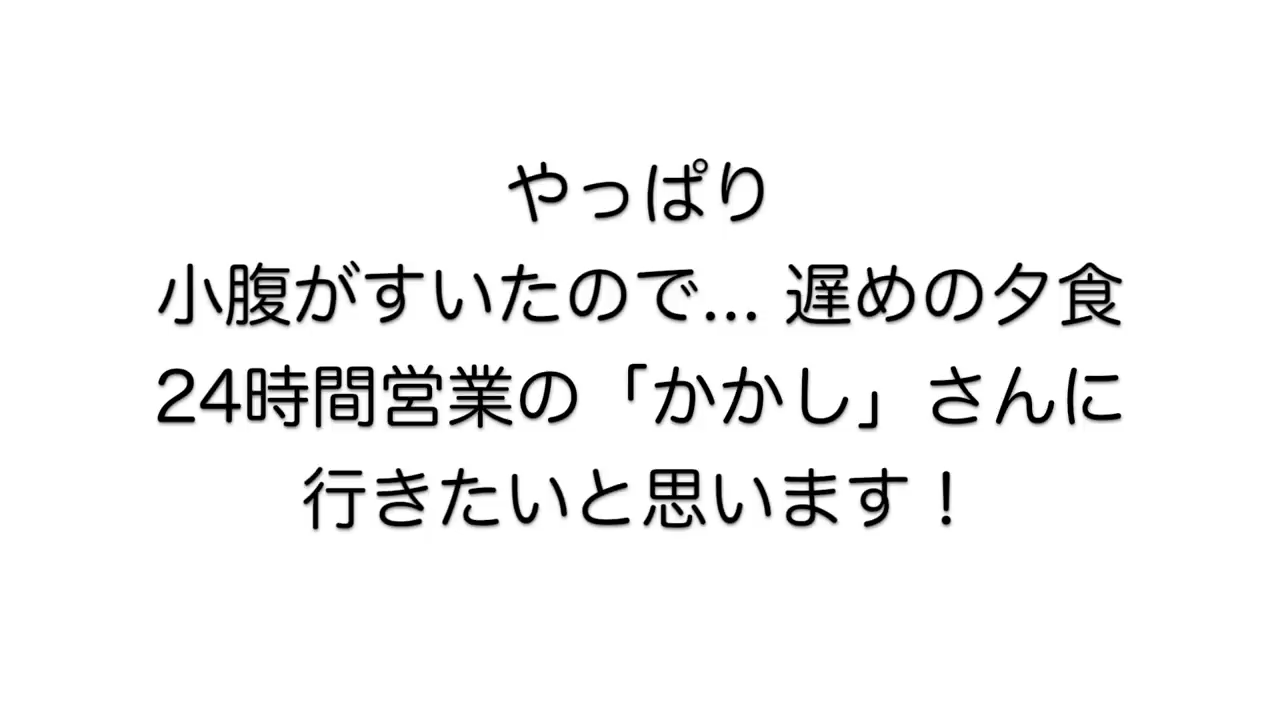 やっぱり
小腹がすいたので... 遅めの夕食
24時間営業の「かかし」さんに
行きたいと思います！